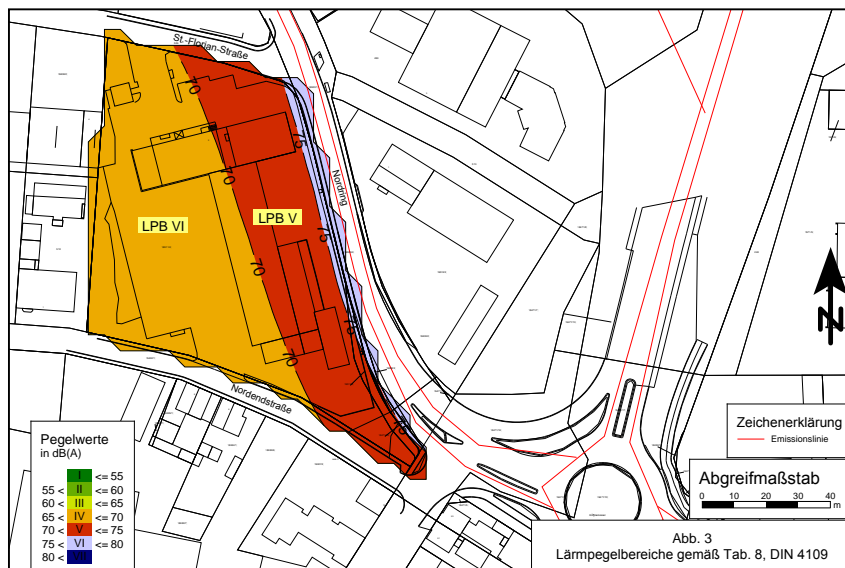 St.-Florian-Straße
70
75
Nordring
70
LPB V
LPB VI
75
70
75
70
Nordendstraße
75
N
Pegelwerte
in dB(A)
I <= 55
55 < II <= 60
60 < III <= 65
65 < IV <= 70
70 < V <= 75
75 < VI <= 80
80 <
Zeichenerklärung
Emissionslinie
Abgreifmaßstab
0 10 20 30 40
m
Abb. 3
Lärmpegelbereiche gemäß Tab. 8, DIN 4109